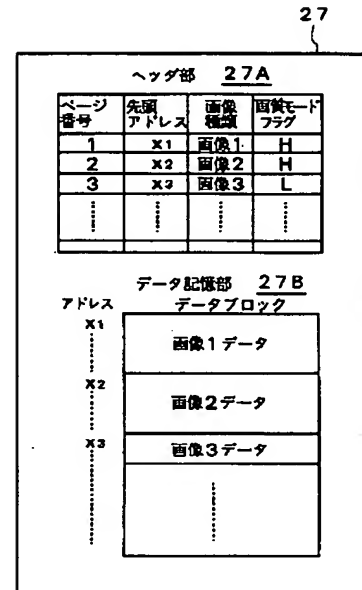 27
ヘッダ部 27A
ページ番号 先頭アドレス 画像種類 画質モードフラグ
1 X1 画像1 H
2 X2 画像2 H
3 X3 画像3 L
データ記憶部 27B
アドレス データブロック
X1
画像1データ
X2
画像2データ
X3
画像3データ